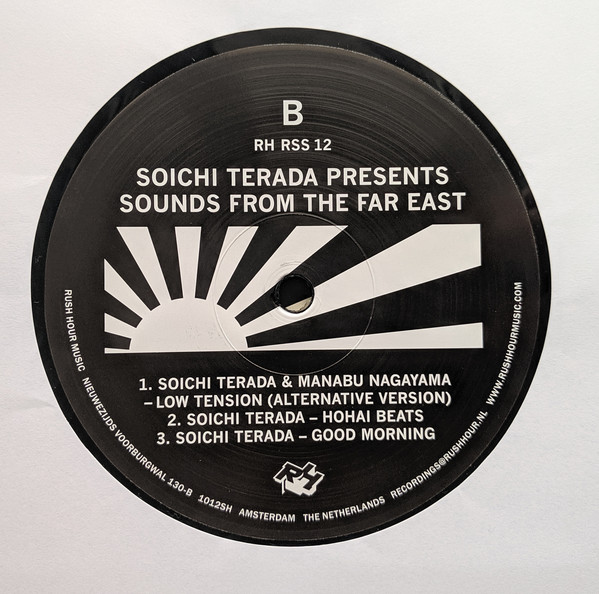 B
RH RSS 12
SOICHI TERADA PRESENTS
SOUNDS FROM THE FAR EAST
1. SOICHI TERADA & MANABU NAGAYAMA
– LOW TENSION (ALTERNATIVE VERSION)
2. SOICHI TERADA – HOHAI BEATS
3. SOICHI TERADA – GOOD MORNING
RH
RUSH HOUR MUSIC NIEUWEZIJDS VOORBURGWAL 130-B 1012SH AMSTERDAM THE NETHERLANDS RECORDINGS@RUSHHOUR.NL WWW.RUSHHOURMUSIC.COM